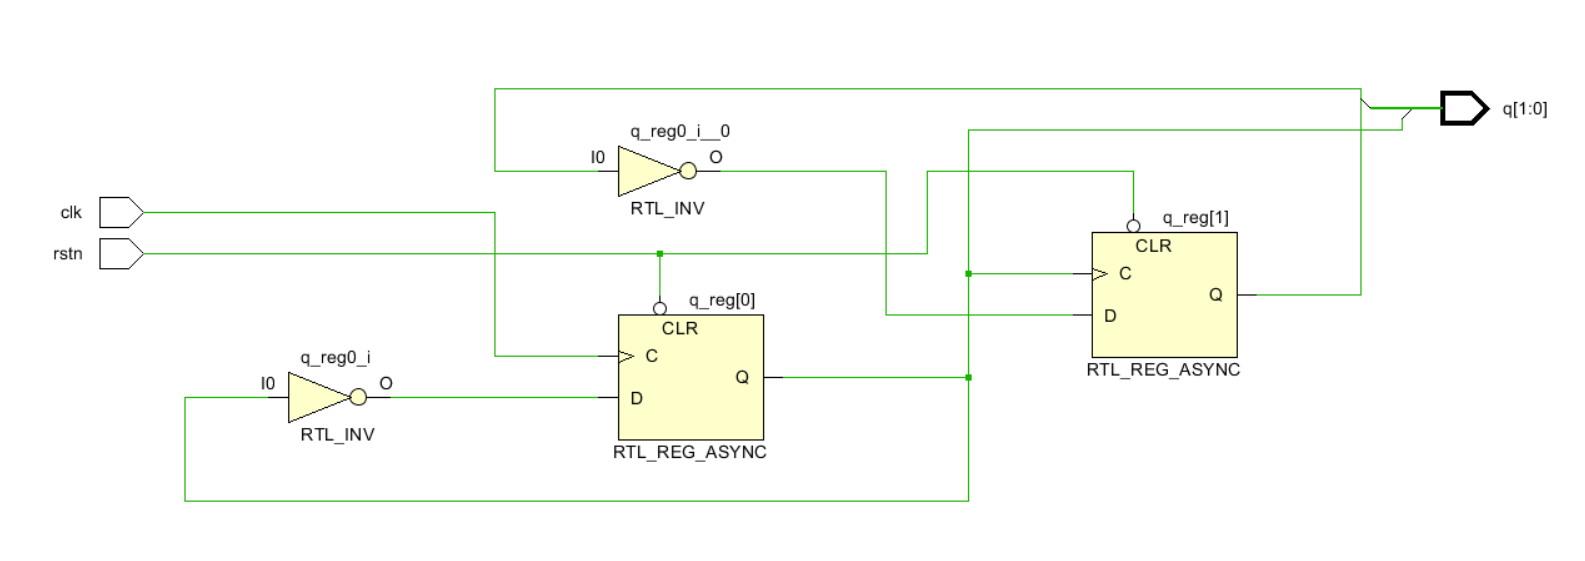 q_reg0_i__0
I0
O
RTL_INV
q[1:0]
clk
rstn
q_reg[1]
CLR
C
Q
D
RTL_REG_ASYNC
q_reg[0]
CLR
C
Q
D
RTL_REG_ASYNC
q_reg0_i
I0
O
RTL_INV